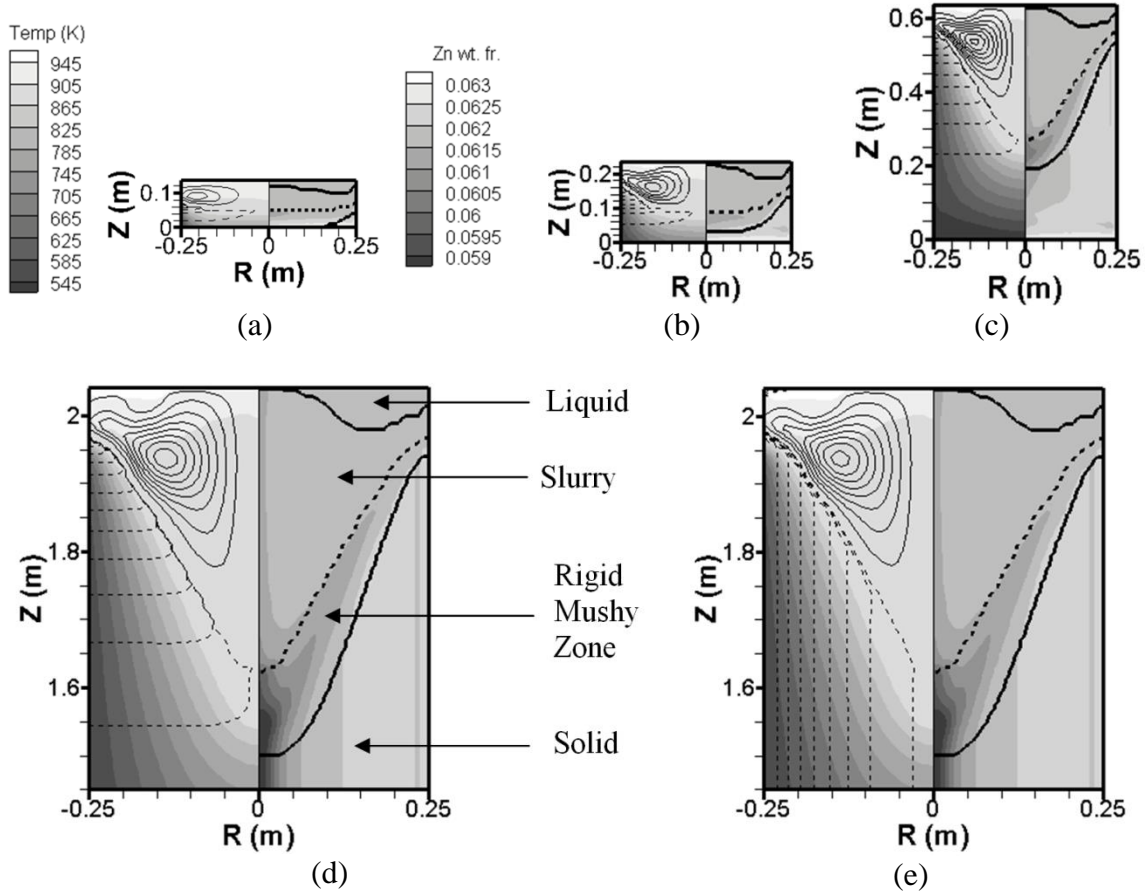 Temp (K)
945
905
865
825
785
745
705
665
625
585
545
Zn wt. fr.
0.063
0.0625
0.062
0.0615
0.061
0.0605
0.06
0.0595
0.059
Z (m)
0.1
0
-0.25
0
0.25
R (m)
(a)
Z (m)
0.2
0.1
0
-0.25
0
0.25
R (m)
(b)
Z (m)
0.6
0.4
0.2
0
-0.25
0
0.25
R (m)
(c)
Z (m)
2
1.8
1.6
-0.25
0
0.25
R (m)
(d)
Liquid
Slurry
Rigid
Mushy
Zone
Solid
Z (m)
2
1.8
1.6
-0.25
0
0.25
R (m)
(e)